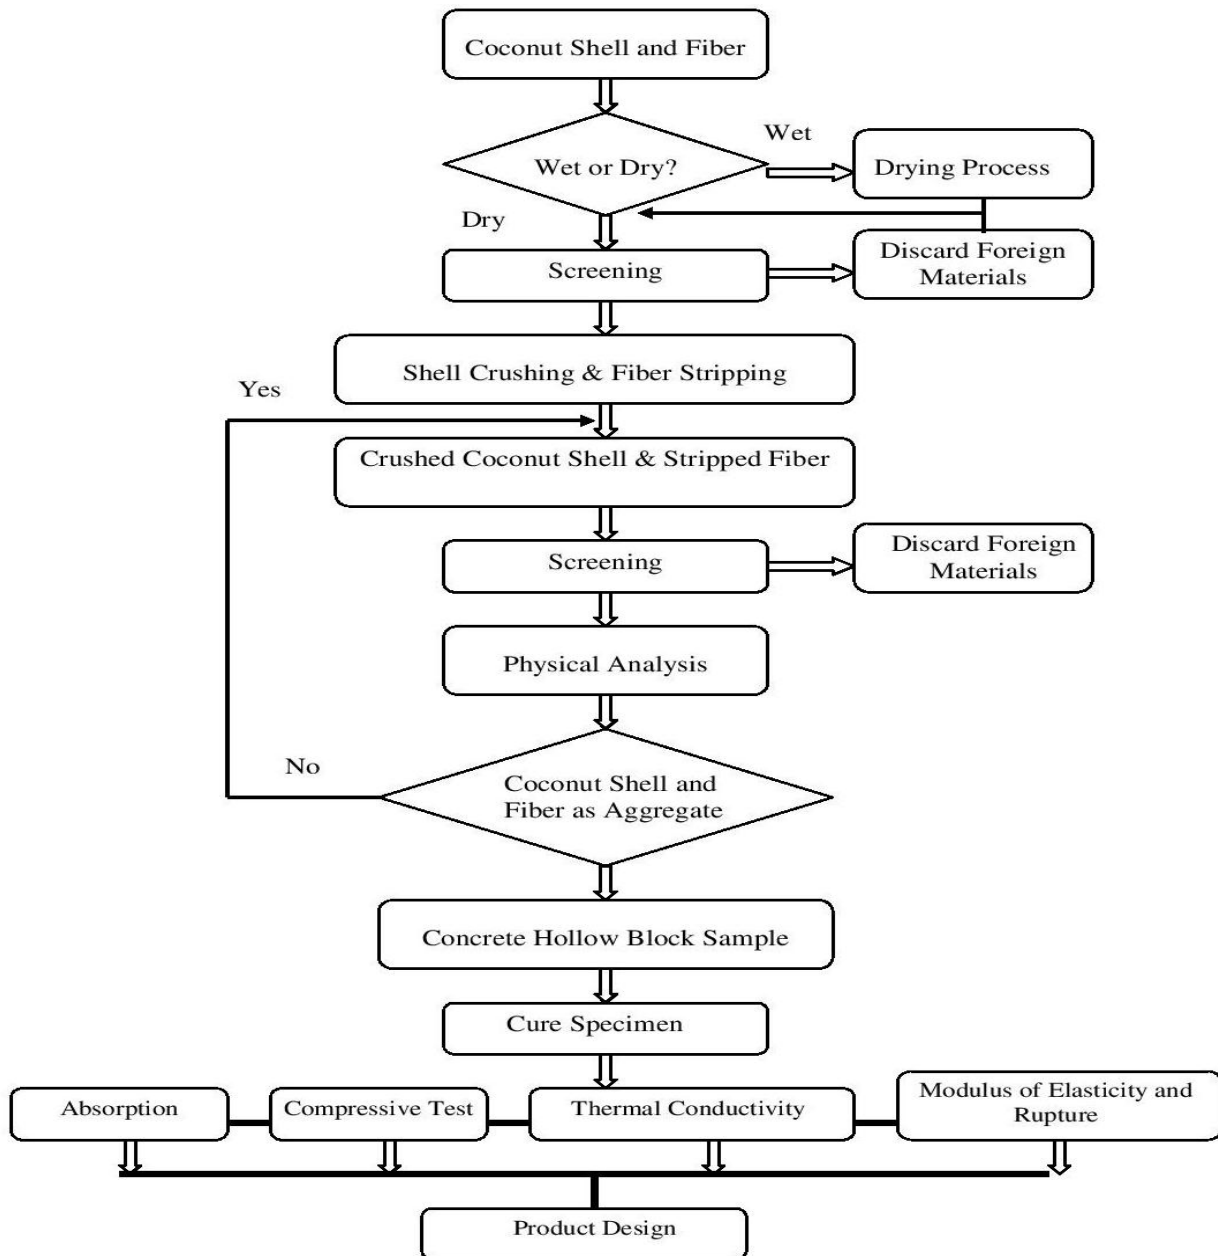 Coconut Shell and Fiber
Wet
Wet or Dry?
Drying Process
Dry
Screening
Discard Foreign
Materials
Shell Crushing & Fiber Stripping
Yes
Crushed Coconut Shell & Stripped Fiber
Screening
Discard Foreign
Materials
Physical Analysis
No
Coconut Shell and
Fiber as Aggregate
Concrete Hollow Block Sample
Cure Specimen
Absorption
Compressive Test
Thermal Conductivity
Modulus of Elasticity and
Rupture
Product Design